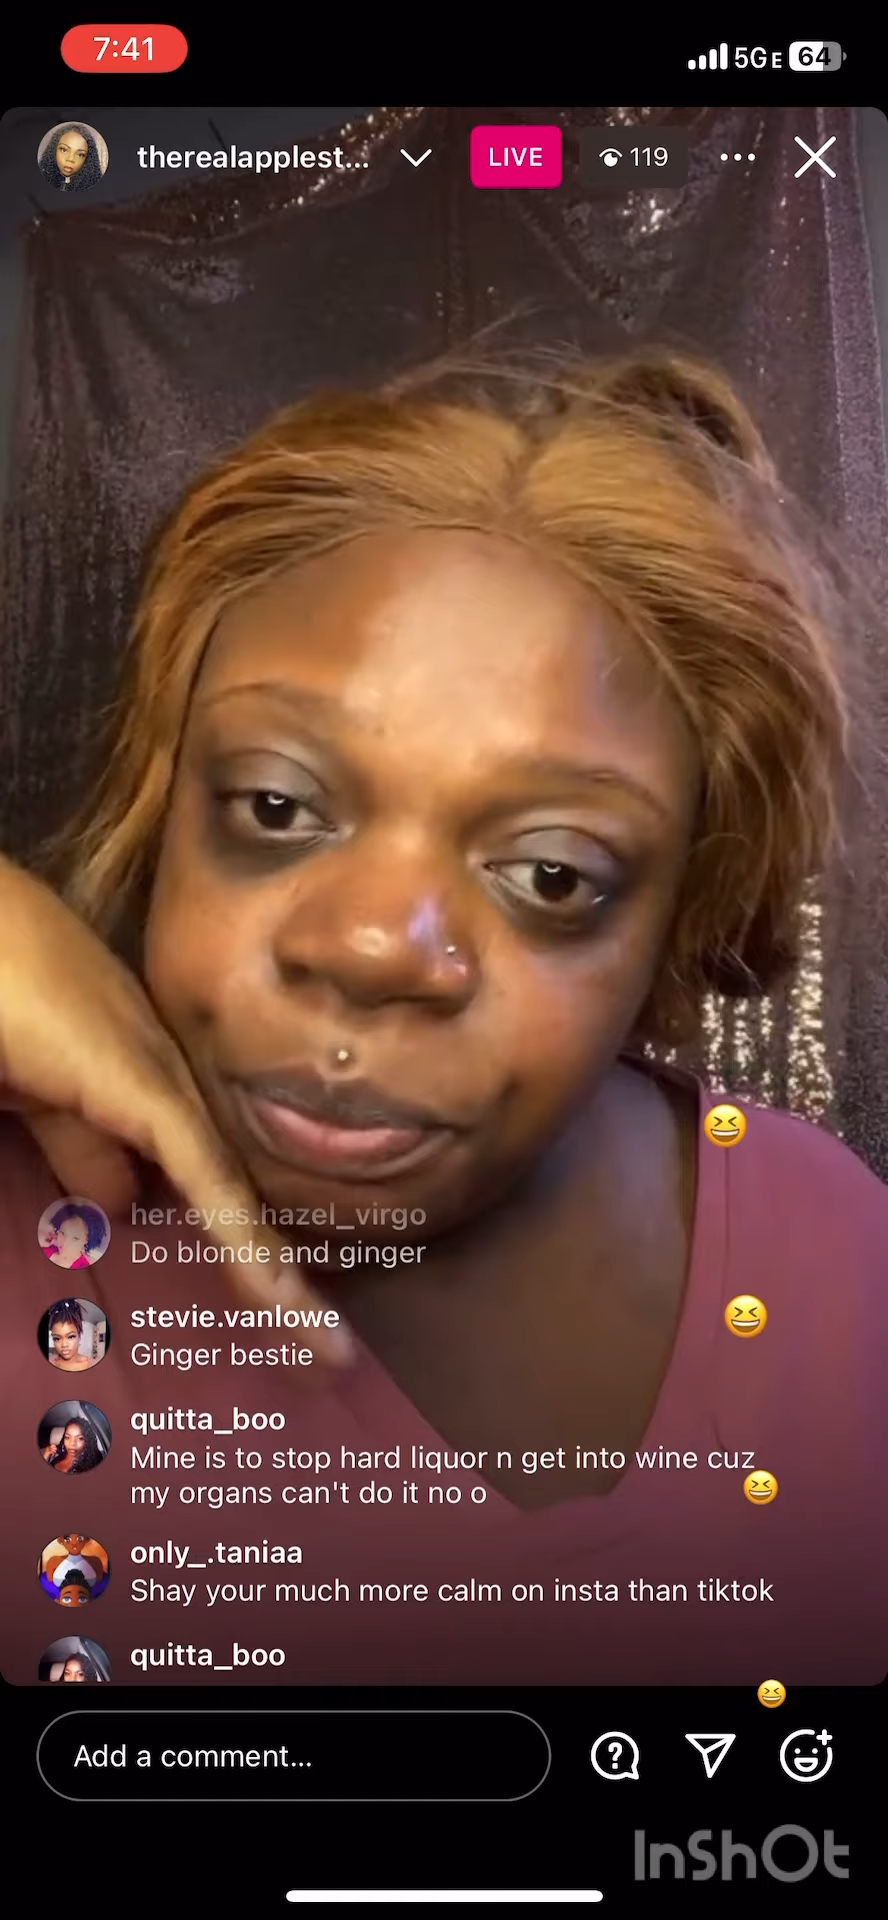 7:41
5GE 64
therealapplest...
LIVE
119
her.eyes.hazel_virgo
Do blonde and ginger
stevie.vanlowe
Ginger bestie
quitta_boo
Mine is to stop hard liquor n get into wine cuz
my organs can't do it no o
only_.taniaa
Shay your much more calm on insta than tiktok
quitta_boo
Add a comment...
InShOt